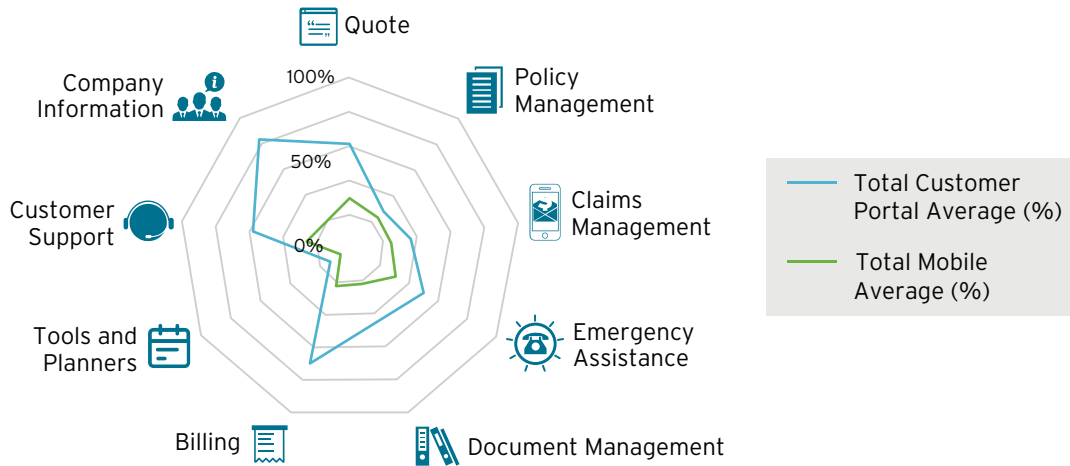 Quote
100%
Company
Information
Policy
Management
50%
Claims
Management
Customer
Support
0%
Total Customer
Portal Average (%)
Total Mobile
Average (%)
Tools and
Planners
Emergency
Assistance
Billing
Document Management